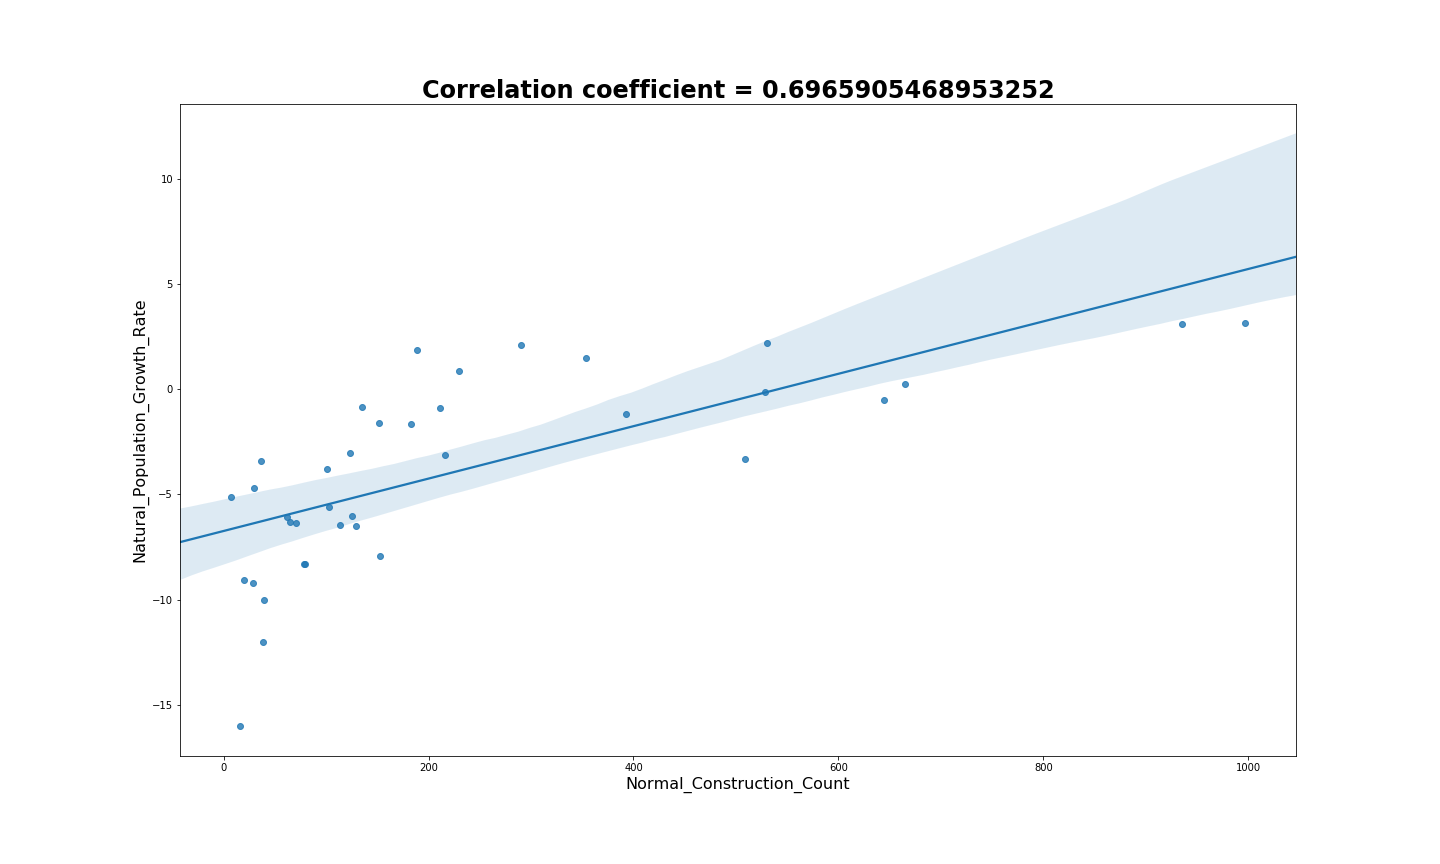 Correlation coefficient = 0.6965905468953252
10
5
0
−5
−10
−15
Natural_Population_Growth_Rate
0 200 400 600 800 1000
Normal_Construction_Count